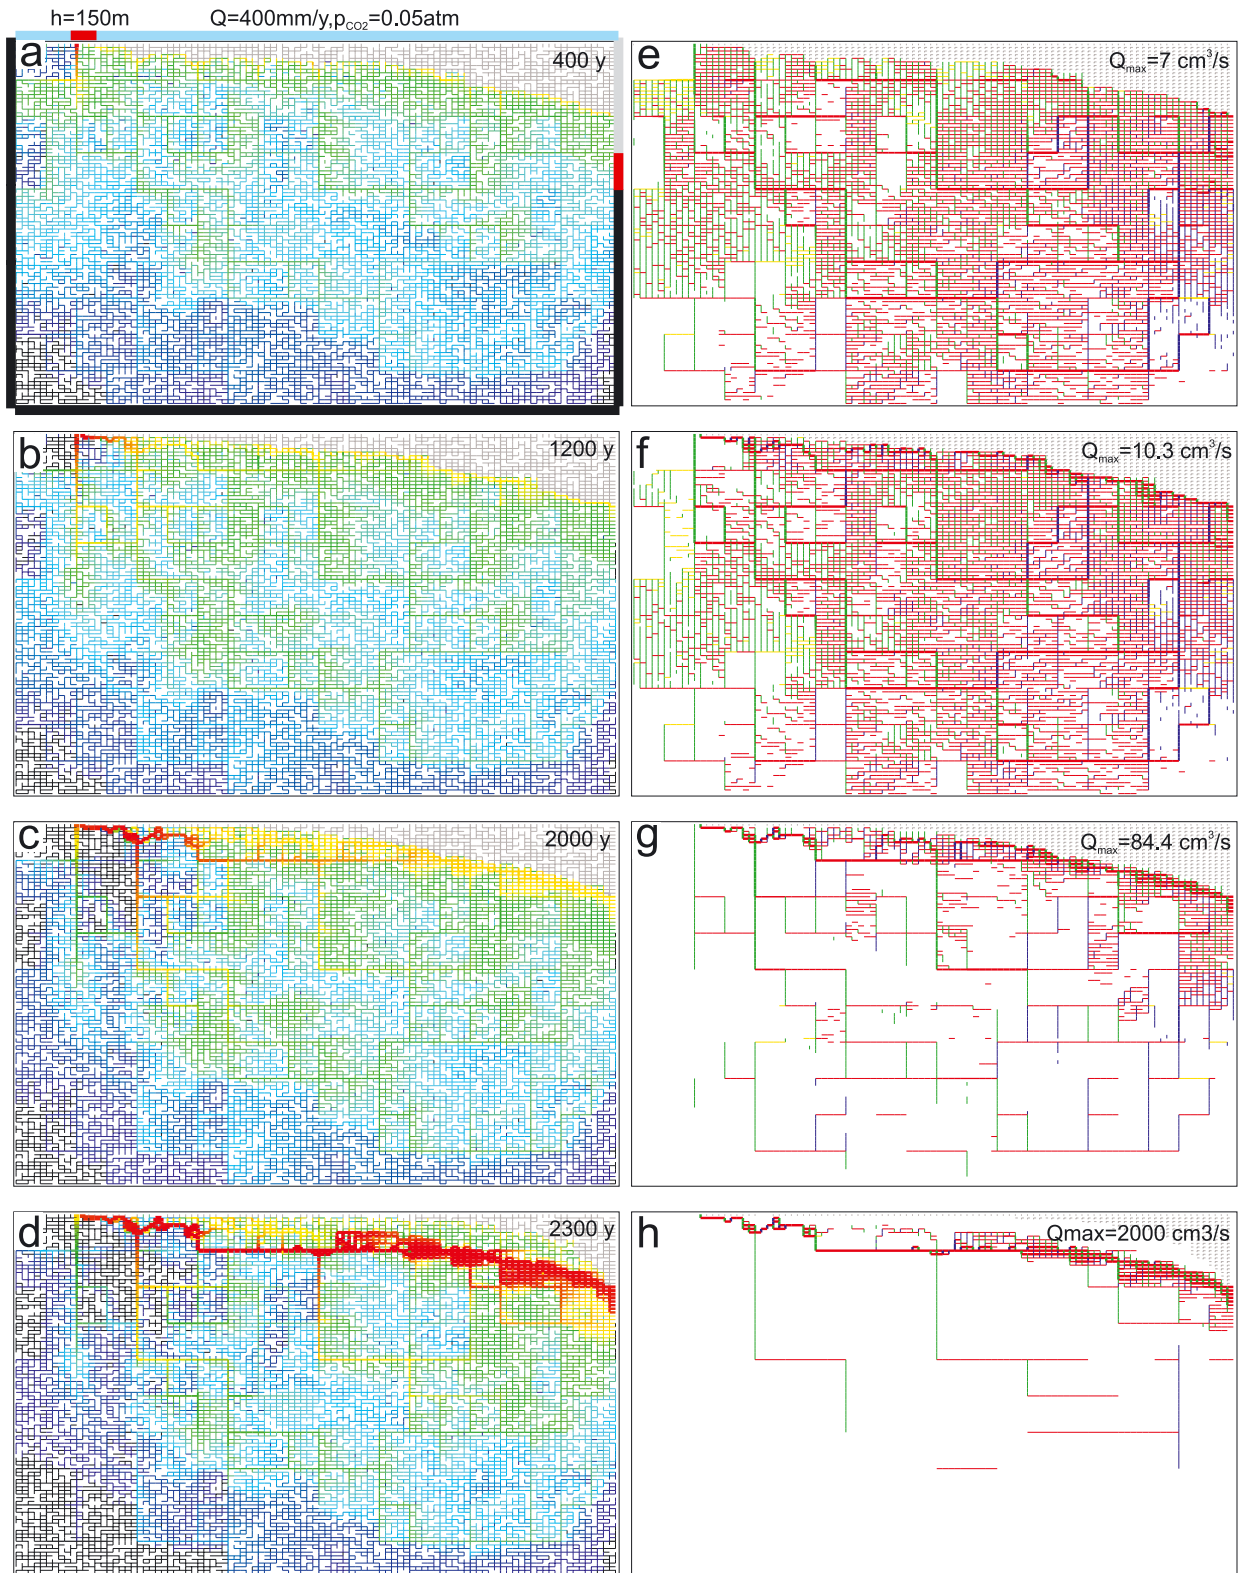 h=150m Q=400mm/y,pCO2=0.05atm
a 400 y
e Qmax=7 cm³/s
b 1200 y
f Qmax=10.3 cm³/s
c 2000 y
g Qmax=84.4 cm³/s
d 2300 y
h Qmax=2000 cm3/s